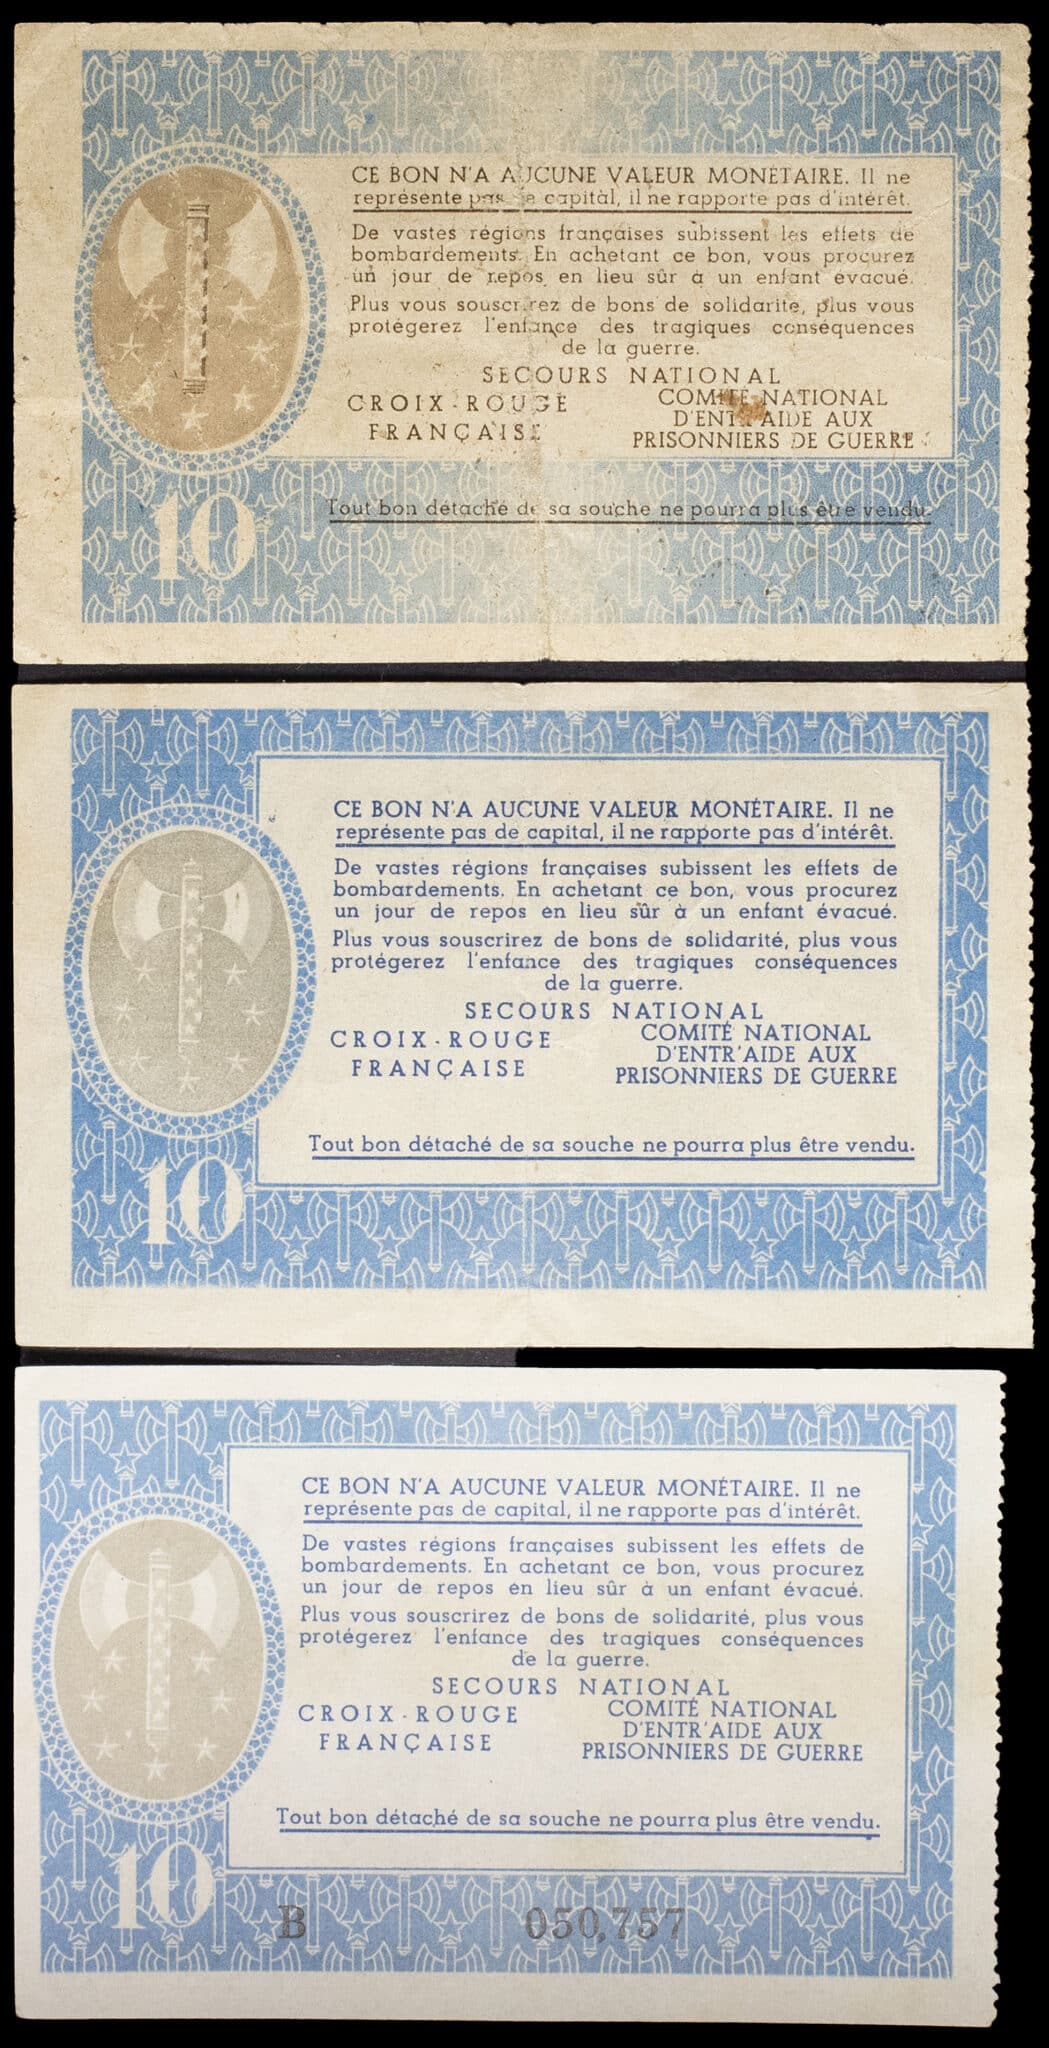 CE BON N'A AUCUNE VALEUR MONÉTAIRE. Il ne
représente pas de capital, il ne rapporte pas d'intérêt.
De vastes régions françaises subissent les effets de
bombardements. En achetant ce bon, vous procurez
un jour de repos en lieu sûr à un enfant évacué.
Plus vous souscrirez de bons de solidarité, plus vous
protégerez l'enfance des tragiques conséquences
de la guerre.
SECOURS NATIONAL
CROIX-ROUGE
FRANÇAISE
COMITÉ NATIONAL
D'ENTR'AIDE AUX
PRISONNIERS DE GUERRE
Tout bon détaché de sa souche ne pourra plus être vendu.
10
CE BON N'A AUCUNE VALEUR MONÉTAIRE. Il ne
représente pas de capital, il ne rapporte pas d'intérêt.
De vastes régions françaises subissent les effets de
bombardements. En achetant ce bon, vous procurez
un jour de repos en lieu sûr à un enfant évacué.
Plus vous souscrirez de bons de solidarité, plus vous
protégerez l'enfance des tragiques conséquences
de la guerre.
SECOURS NATIONAL
CROIX-ROUGE
FRANÇAISE
COMITÉ NATIONAL
D'ENTR'AIDE AUX
PRISONNIERS DE GUERRE
Tout bon détaché de sa souche ne pourra plus être vendu.
10
CE BON N'A AUCUNE VALEUR MONÉTAIRE. Il ne
représente pas de capital, il ne rapporte pas d'intérêt.
De vastes régions françaises subissent les effets de
bombardements. En achetant ce bon, vous procurez
un jour de repos en lieu sûr à un enfant évacué.
Plus vous souscrirez de bons de solidarité, plus vous
protégerez l'enfance des tragiques conséquences
de la guerre.
SECOURS NATIONAL
CROIX-ROUGE
FRANÇAISE
COMITÉ NATIONAL
D'ENTR'AIDE AUX
PRISONNIERS DE GUERRE
Tout bon détaché de sa souche ne pourra plus être vendu.
10
B 050,757